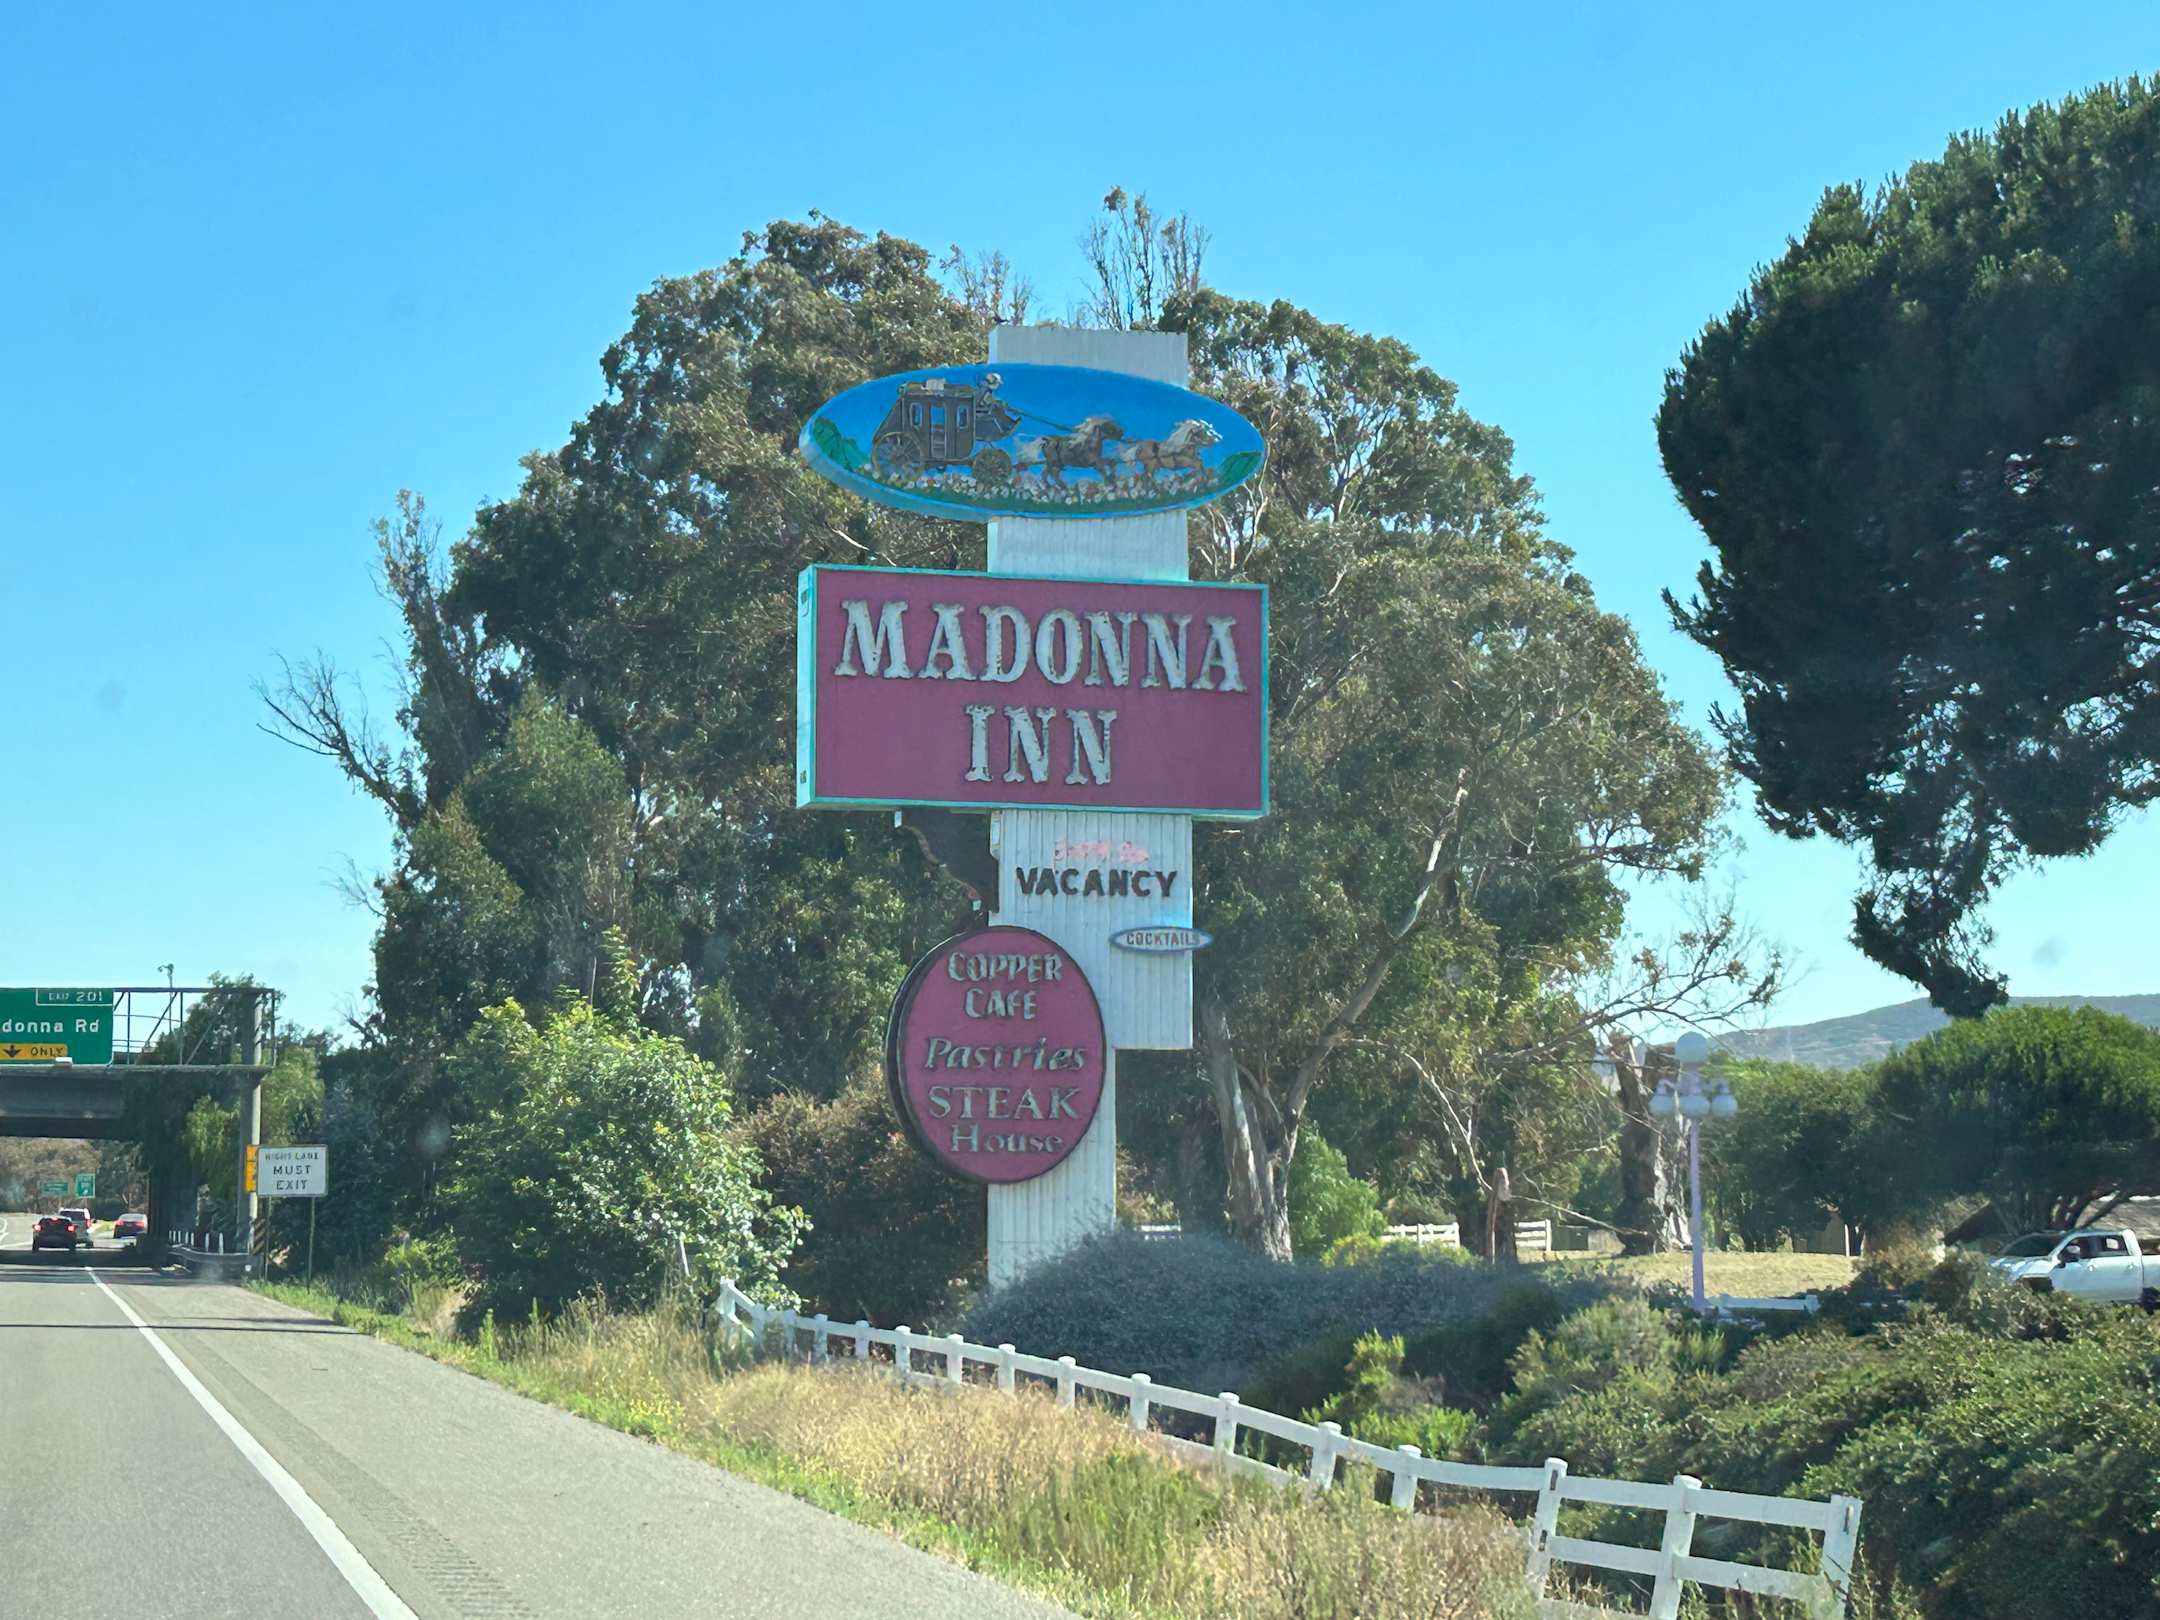 MADONNA
INN
VACANCY
COCKTAILS
COPPER
CAFE
Pastries
STEAK
House
EXIT 201
donna Rd
ONLY
RIGHT LANE
MUST
EXIT